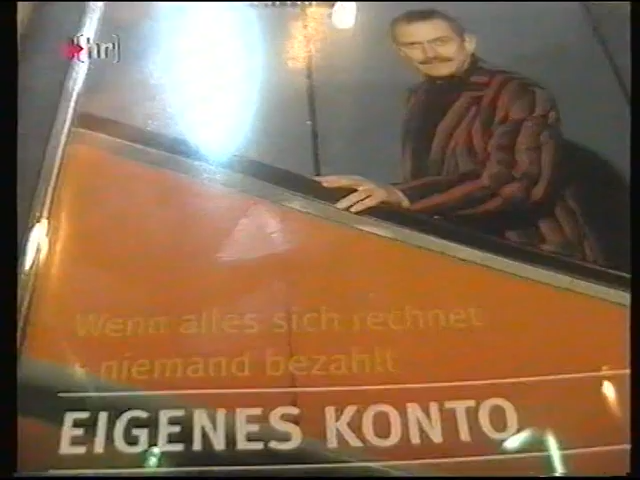 hr
Wenn alles sich rechnet
- niemand bezahlt
EIGENES KONTO